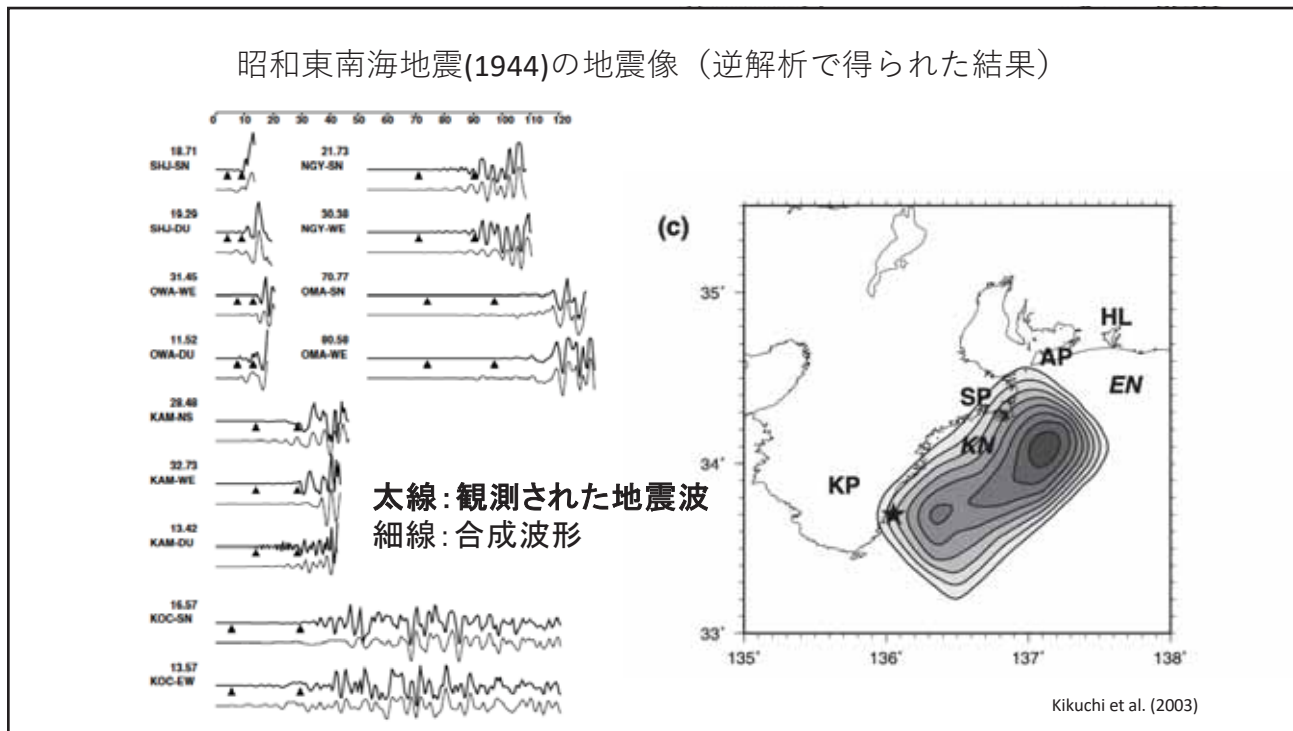 昭和東南海地震(1944)の地震像（逆解析で得られた結果）
0 10 20 30 40 50 60 70 80 90 100 110 120
18.71
SHJ-SN
21.73
NGY-SN
19.29
SHJ-DU
30.38
NGY-WE
31.45
OWA-WE
70.77
OMA-SN
11.52
OWA-DU
80.58
OMA-WE
28.48
KAM-NS
32.73
KAM-WE
13.42
KAM-DU
16.57
KOC-SN
13.57
KOC-EW
太線：観測された地震波
細線：合成波形
(c)
35゚
34゚
33゚
HL
AP
EN
SP
KN
KP
135゚ 136゚ 137゚ 138゚
Kikuchi et al. (2003)